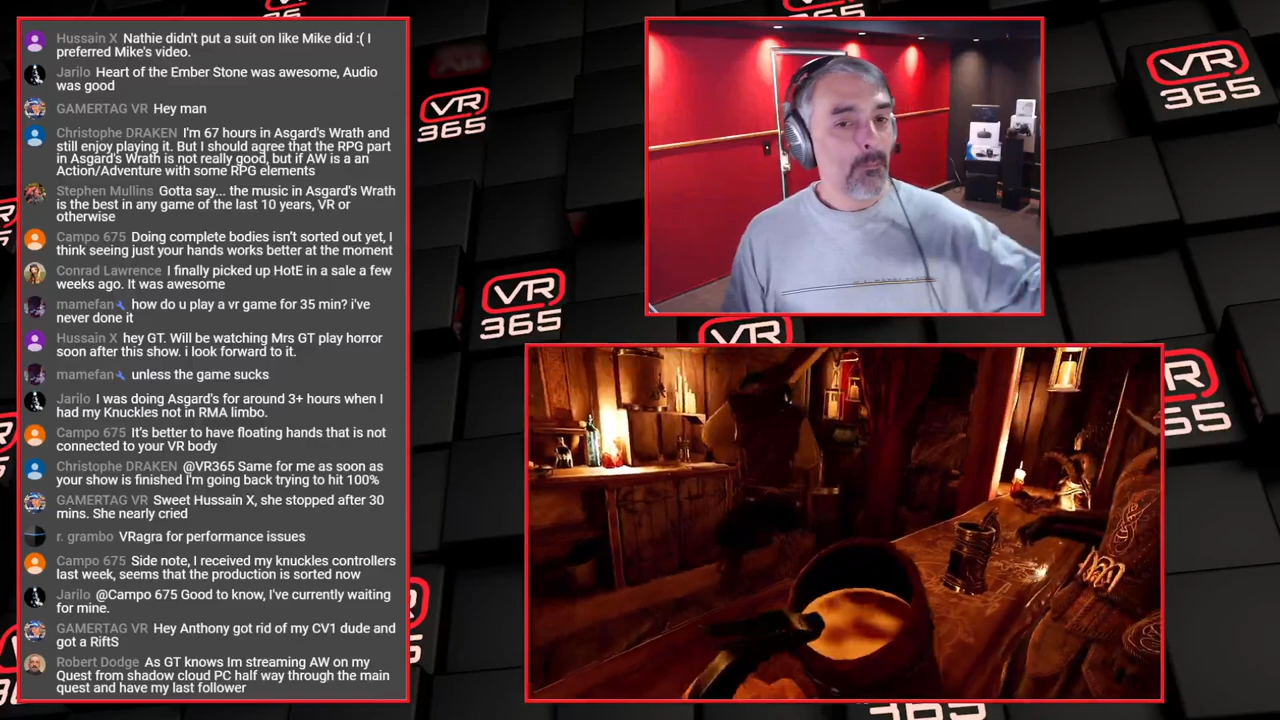 Hussain X Nathie didn't put a suit on like Mike did :( I
preferred Mike's video.
Jarilo Heart of the Ember Stone was awesome, Audio
was good
GAMERTAG VR Hey man
Christophe DRAKEN I'm 67 hours in Asgard's Wrath and
still enjoy playing it. But I should agree that the RPG part
in Asgard's Wrath is not really good, but if AW is a an
Action/Adventure with some RPG elements
Stephen Mullins Gotta say... the music in Asgard's Wrath
is the best in any game of the last 10 years, VR or
otherwise
Campo 675 Doing complete bodies isn't sorted out yet, I
think seeing just your hands works better at the moment
Conrad Lawrence I finally picked up HotE in a sale a few
weeks ago. It was awesome
mamefan how do u play a vr game for 35 min? i've
never done it
Hussain X hey GT. Will be watching Mrs GT play horror
soon after this show. i look forward to it.
mamefan unless the game sucks
Jarilo I was doing Asgard's for around 3+ hours when I
had my Knuckles not in RMA limbo.
Campo 675 It's better to have floating hands that is not
connected to your VR body
Christophe DRAKEN @VR365 Same for me as soon as
your show is finished I'm going back trying to hit 100%
GAMERTAG VR Sweet Hussain X, she stopped after 30
mins. She nearly cried
r. grambo VRagra for performance issues
Campo 675 Side note, I received my knuckles controllers
last week, seems that the production is sorted now
Jarilo @Campo 675 Good to know, I've currently waiting
for mine.
GAMERTAG VR Hey Anthony got rid of my CV1 dude and
got a RiftS
Robert Dodge As GT knows Im streaming AW on my
Quest from shadow cloud PC half way through the main
quest and have my last follower
VR
365
VR
365
VR
365
VR
R
65
365